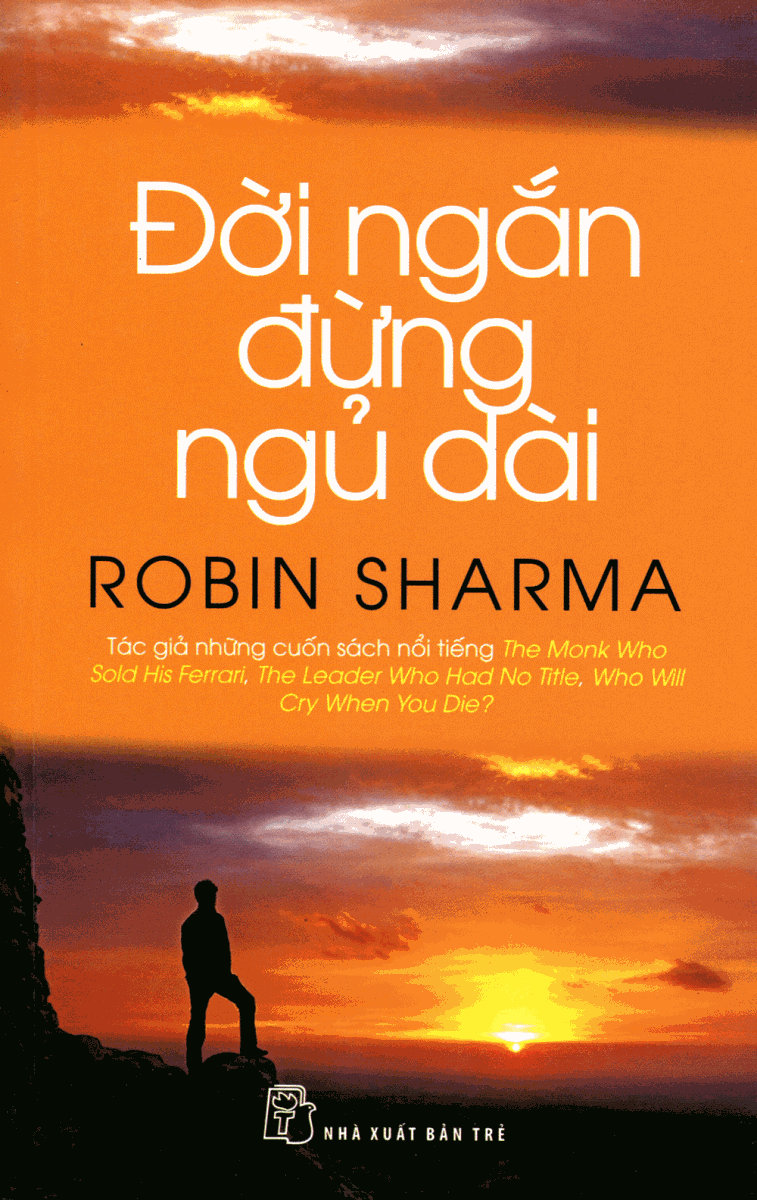 Đời ngắn
đừng
ngủ dài
ROBIN SHARMA
Tác giả những cuốn sách nổi tiếng The Monk Who
Sold His Ferrari, The Leader Who Had No Title, Who Will
Cry When You Die?
T
NHÀ XUẤT BẢN TRẺ